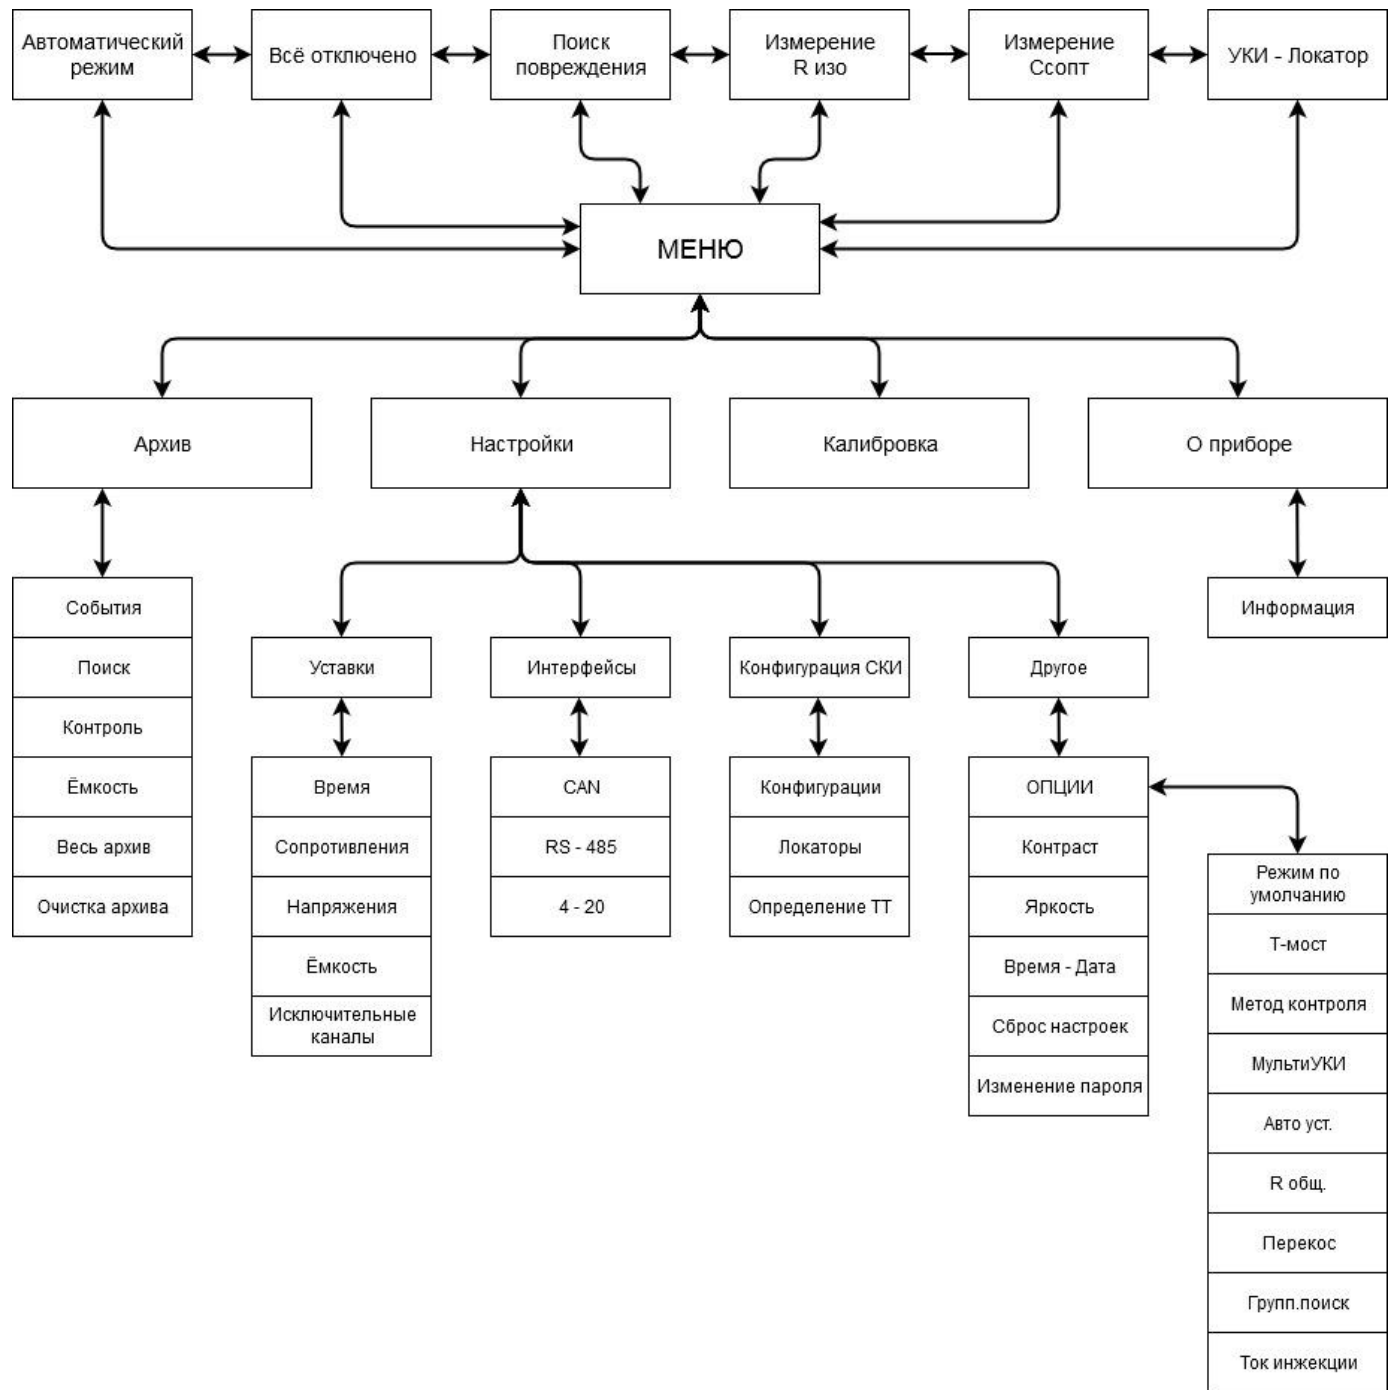 Автоматический
режим
Всё отключено
Поиск
повреждения
Измерение
R изо
Измерение
Ссопт
УКИ - Локатор
МЕНЮ
Архив
Настройки
Калибровка
О приборе
События
Поиск
Контроль
Ёмкость
Весь архив
Очистка архива
Уставки
Время
Сопротивления
Напряжения
Ёмкость
Исключительные
каналы
Интерфейсы
CAN
RS - 485
4 - 20
Конфигурация СКИ
Конфигурации
Локаторы
Определение ТТ
Другое
ОПЦИИ
Контраст
Яркость
Время - Дата
Сброс настроек
Изменение пароля
Информация
Режим по
умолчанию
Т-мост
Метод контроля
МультиУКИ
Авто уст.
R общ.
Перекос
Групп.поиск
Ток инжекции